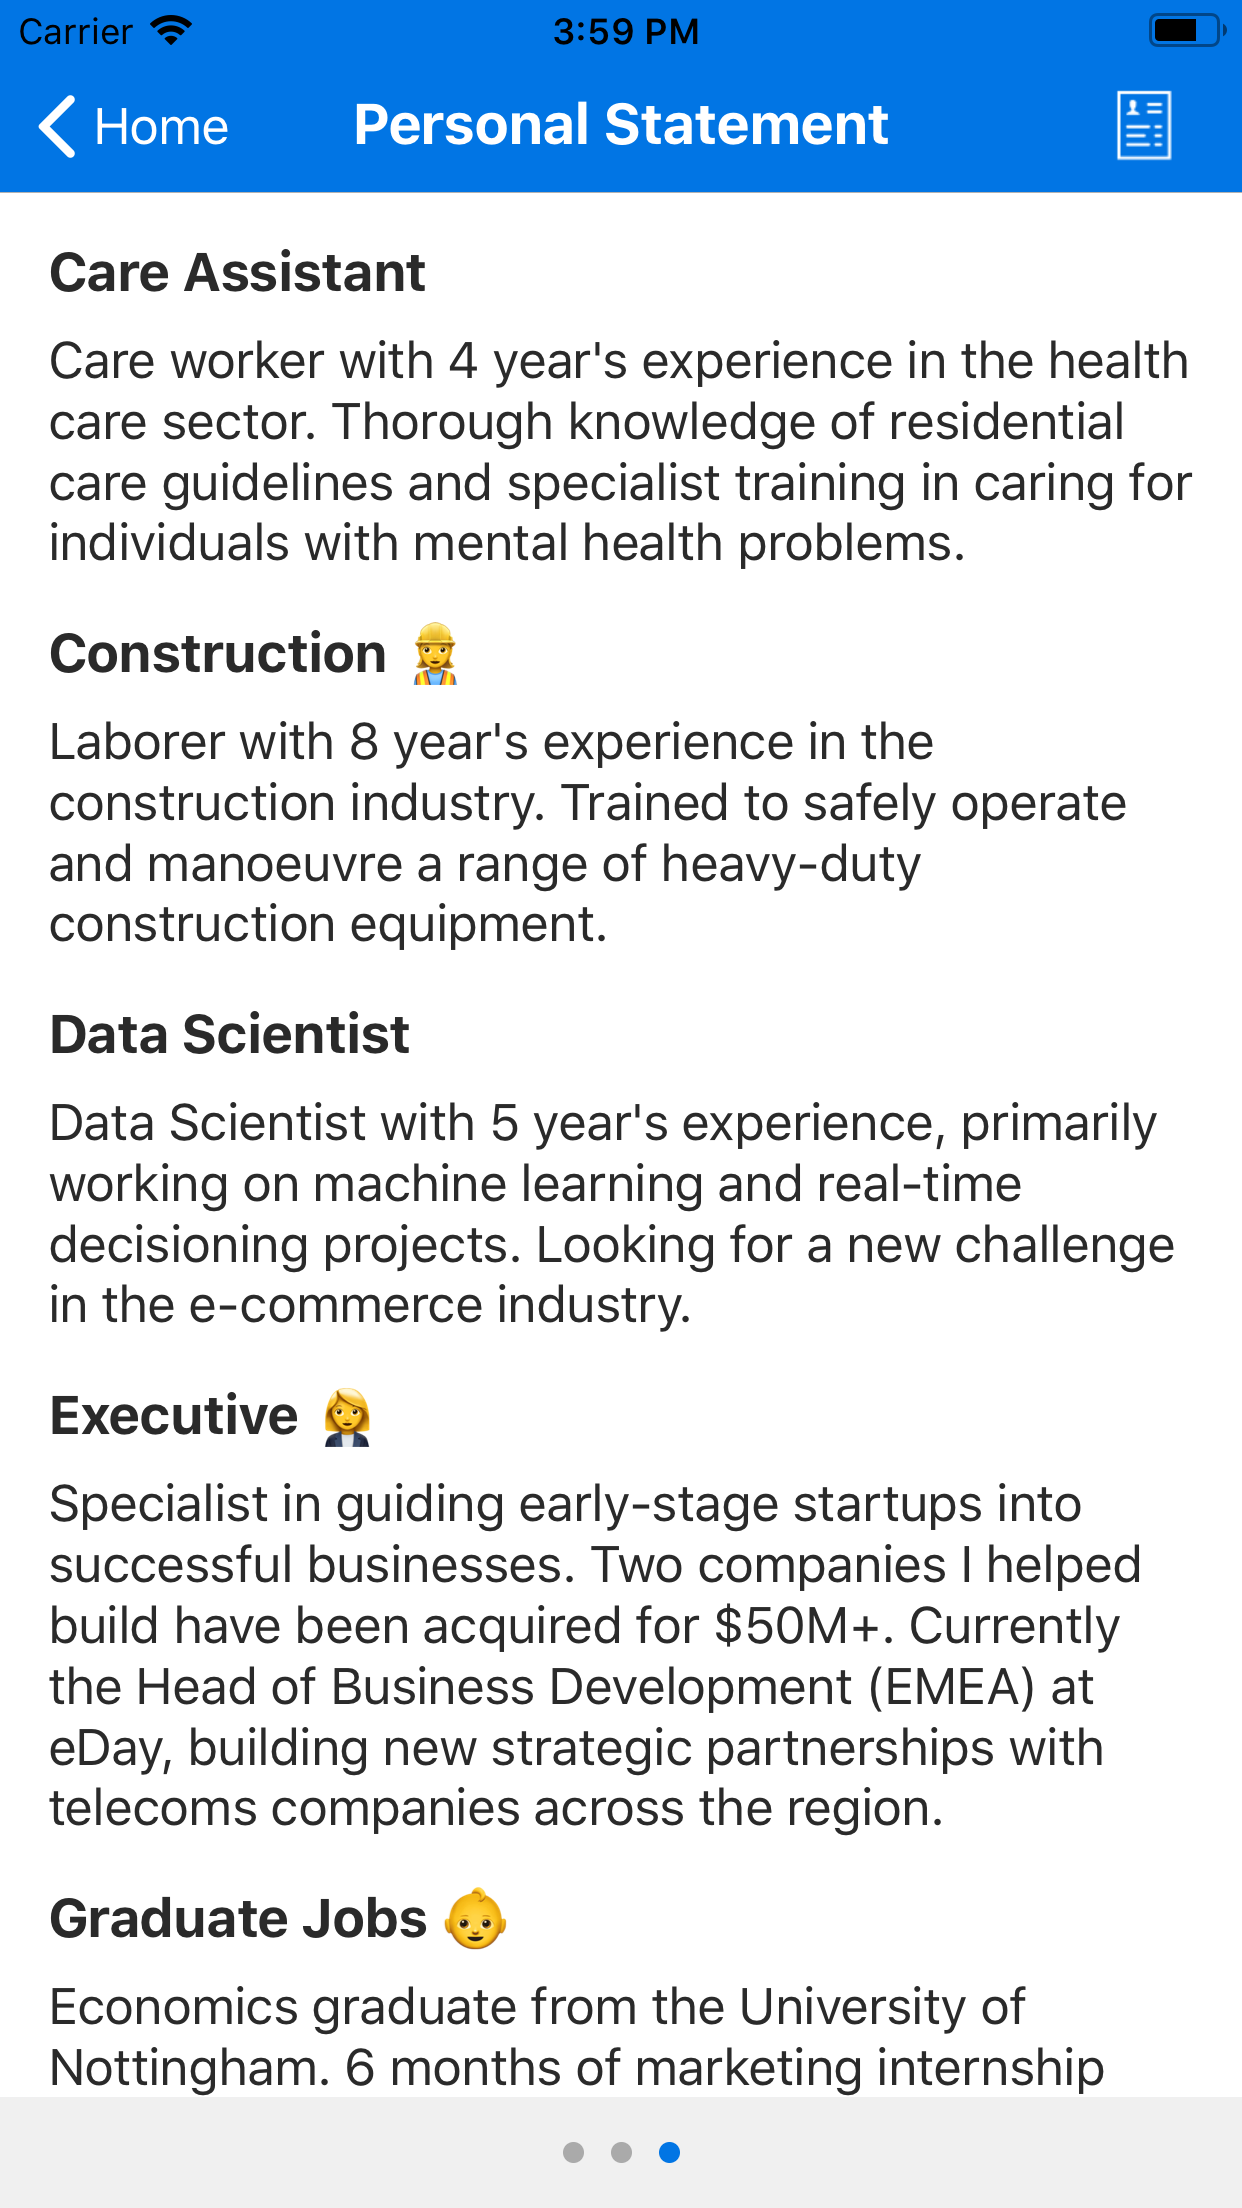 Carrier 3:59 PM
Home Personal Statement
Care Assistant
Care worker with 4 year's experience in the health
care sector. Thorough knowledge of residential
care guidelines and specialist training in caring for
individuals with mental health problems.
Construction 👷‍♀️
Laborer with 8 year's experience in the
construction industry. Trained to safely operate
and manoeuvre a range of heavy-duty
construction equipment.
Data Scientist
Data Scientist with 5 year's experience, primarily
working on machine learning and real-time
decisioning projects. Looking for a new challenge
in the e-commerce industry.
Executive 👩‍💼
Specialist in guiding early-stage startups into
successful businesses. Two companies I helped
build have been acquired for $50M+. Currently
the Head of Business Development (EMEA) at
eDay, building new strategic partnerships with
telecoms companies across the region.
Graduate Jobs 👶
Economics graduate from the University of
Nottingham. 6 months of marketing internship